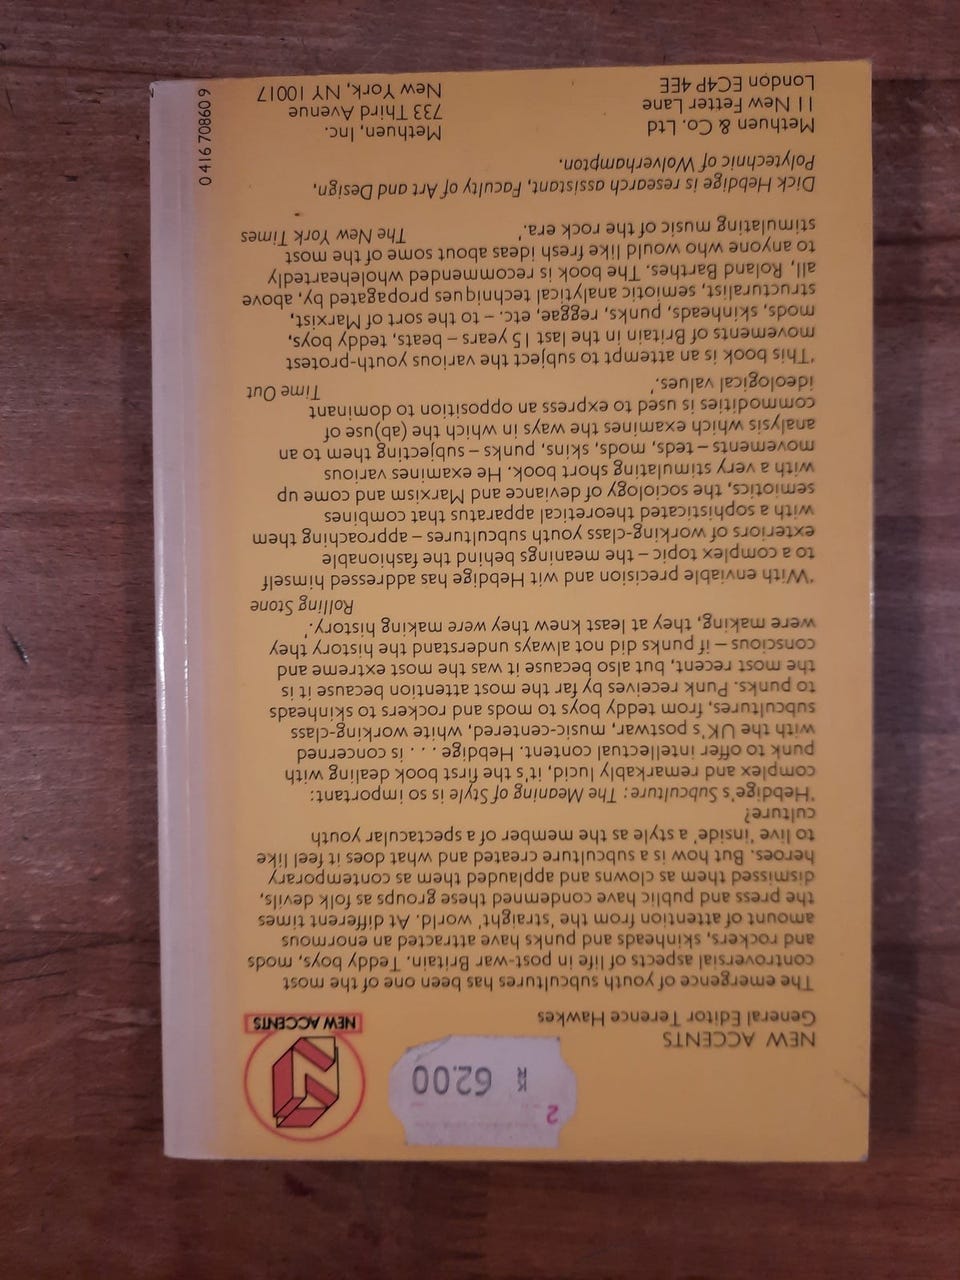 NEW ACCENTS
General Editor Terence Hawkes
2
62.00
NEW ACCENTS
The emergence of youth subcultures has been one of the most
controversial aspects of life in post-war Britain. Teddy boys, mods
and rockers, skinheads and punks have attracted an enormous
amount of attention from the 'straight' world. At different times
the press and public have condemned these groups as folk devils,
dismissed them as clowns and applauded them as contemporary
heroes. But how is a subculture created and what does it feel like
to live 'inside' a style as the member of a spectacular youth
culture?
'Hebdige's Subculture: The Meaning of Style is so important:
complex and remarkably lucid, it's the first book dealing with
punk to offer intellectual content. Hebdige . . . is concerned
with the UK's postwar, music-centered, white working-class
subcultures, from teddy boys to mods and rockers to skinheads
to punks. Punk receives by far the most attention because it is
the most recent, but also because it was the most extreme and
conscious – if punks did not always understand the history they
were making, they at least knew they were making history.'
Rolling Stone
'With enviable precision and wit Hebdige has addressed himself
to a complex topic – the meanings behind the fashionable
exteriors of working-class youth subcultures – approaching them
with a sophisticated theoretical apparatus that combines
semiotics, the sociology of deviance and Marxism and come up
with a very stimulating short book. He examines various
movements – teds, mods, skins, punks – subjecting them to an
analysis which examines the ways in which the (ab)use of
commodities is used to express an opposition to dominant
ideological values.' Time Out
'This book is an attempt to subject the various youth-protest
movements of Britain in the last 15 years – beats, teddy boys,
mods, skinheads, punks, reggae, etc. – to the sort of Marxist,
structuralist, semiotic analytical techniques propagated by, above
all, Roland Barthes. The book is recommended wholeheartedly
to anyone who would like fresh ideas about some of the most
stimulating music of the rock era.' The New York Times
Dick Hebdige is research assistant, Faculty of Art and Design,
Polytechnic of Wolverhampton.
Methuen & Co. Ltd
11 New Fetter Lane
London EC4P 4EE
Methuen, Inc.
733 Third Avenue
New York, NY 10017
0 416 70860 9